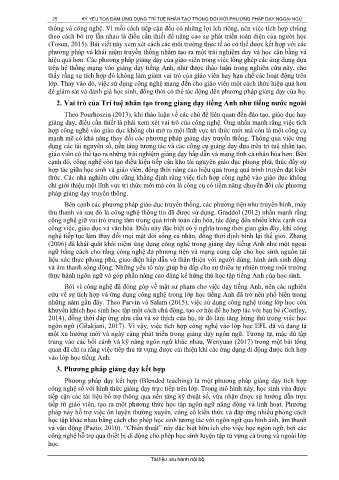 25 KỶ YẾU TỌA ĐÀM ỨNG DỤNG TRÍ TUỆ NHÂN TẠO TRONG ĐỔI MỚI PHƯƠNG PHÁP DẠY NGOẠI NGỮ
thống và công nghệ. Vì mỗi cách tiếp cận đều có những lợi ích riêng, nên việc tích hợp chúng
theo cách bổ trợ lẫn nhau là điều cần thiết để nâng cao sự phát triển toàn diện của người học
(Tosun, 2015). Bài viết này xem xét cách các môi trường thực tế ảo có thể được kết hợp với các
phương pháp và khái niệm truyền thống nhằm tạo ra một trải nghiệm dạy và học cân bằng và
hiệu quả hơn. Các phương pháp giảng dạy của giáo viên trong việc lồng ghép các ứng dụng dựa
trên hệ thống mạng vào giảng dạy tiếng Anh, như được thảo luận trong nghiên cứu này, cho
thấy rằng sự tích hợp đó không làm giảm vai trò của giáo viên hay hạn chế các hoạt động trên
lớp. Thay vào đó, việc sử dụng công nghệ mang đến cho giáo viên một cách thức hiệu quả hơn
để giám sát và đánh giá học sinh, đồng thời có thể tác động đến phương pháp giảng dạy của họ.
2. Vai trò của Trí tuệ nhân tạo trong giảng dạy tiếng Anh như tiếng nước ngoài
Theo Pourhosein (2013), khi thảo luận về các chủ đề liên quan đến đào tạo, giáo dục hay
giảng dạy, điều cần thiết là phải xem xét vai trò của công nghệ. Ông nhấn mạnh rằng việc tích
hợp công nghệ vào giáo dục không chỉ mở ra một lĩnh vực tri thức mới mà còn là một công cụ
mạnh mẽ có khả năng thay đổi các phương pháp giảng dạy truyền thống. Thông qua việc ứng
dụng các tài nguyên số, nền tảng tương tác và các công cụ giảng dạy dựa trên trí tuệ nhân tạo,
giáo viên có thể tạo ra những trải nghiệm giảng dạy hấp dẫn và mang tính cá nhân hóa hơn. Bên
cạnh đó, công nghệ còn tạo điều kiện tiếp cận kho tài nguyên giáo dục phong phú, thúc đẩy sự
hợp tác giữa học sinh và giáo viên, đồng thời nâng cao hiệu quả trong quá trình truyền đạt kiến
thức. Các nhà nghiên cứu cũng khẳng định rằng việc tích hợp công nghệ vào giáo dục không
chỉ giới thiệu một lĩnh vực tri thức mới mà còn là công cụ có tiềm năng chuyển đổi các phương
pháp giảng dạy truyền thống.
Bên cạnh các phương pháp giáo dục truyền thống, các phương tiện như truyền hình, máy
thu thanh và sau đó là công nghệ thông tin đã được sử dụng. Graddol (2012) nhấn mạnh rằng
công nghệ giữ vai trò trung tâm trong quá trình toàn cầu hóa, tác động đến nhiều khía cạnh của
công việc, giáo dục và văn hóa. Điều này đặc biệt có ý nghĩa trong thời gian gần đây, khi công
nghệ tiếp tục làm thay đổi mọi mặt đời sống cá nhân, đồng thời định hình lại thế giới. Zhang
(2006) đã khái quát khái niệm ứng dụng công nghệ trong giảng dạy tiếng Anh như một ngoại
ngữ bằng cách cho rằng công nghệ đa phương tiện và mạng cung cấp cho học sinh nguồn tài
liệu xác thực phong phú, giao diện hấp dẫn và thân thiện với người dùng, hình ảnh sinh động
và âm thanh sống động. Những yếu tố này giúp bù đắp cho sự thiếu tự nhiên trong môi trường
thực hành ngôn ngữ và góp phần nâng cao đáng kể hứng thú học tập tiếng Anh của học sinh.
Bởi vì công nghệ đã đóng góp về mặt sư phạm cho việc dạy tiếng Anh, nên các nghiên
cứu về sự tích hợp và ứng dụng công nghệ trong lớp học tiếng Anh đã trở nên phổ biến trong
những năm gần đây. Theo Parvin và Salam (2015), việc sử dụng công nghệ trong lớp học còn
khuyến khích học sinh học tập một cách chủ động, tạo cơ hội để họ hợp tác với bạn bè (Costley,
2014), đồng thời đáp ứng nhu cầu và sở thích của họ, từ đó làm tăng hứng thú trong việc học
ngôn ngữ (Gilakjani, 2017). Vì vậy, việc tích hợp công nghệ vào lớp học EFL đã và đang là
một xu hướng mới và ngày càng phát triển trong giảng dạy ngôn ngữ. Tương tự, mặc dù tập
trung vào các bối cảnh và kỹ năng ngôn ngữ khác nhau, Wenyuan (2017) trong một bài tổng
quan đã chỉ ra rằng việc tiếp thu từ vựng được cải thiện khi các ứng dụng di động được tích hợp
vào lớp học tiếng Anh.
3. Phương pháp giảng dạy kết hợp
Phương pháp dạy kết hợp (Blended teaching) là một phương pháp giảng dạy tích hợp
công nghệ số với hình thức giảng dạy trực tiếp trên lớp. Trong mô hình này, học sinh vừa được
tiếp cận các tài liệu bổ trợ thông qua nền tảng kỹ thuật số, vừa nhận được sự hướng dẫn trực
tiếp từ giáo viên, tạo ra một phương thức học tập ngôn ngữ năng động và linh hoạt. Phương
pháp này hỗ trợ việc ôn luyện thường xuyên, củng cố kiến thức và đáp ứng nhiều phong cách
học tập khác nhau bằng cách cho phép học sinh tương tác với ngôn ngữ qua hình ảnh, âm thanh
và vận động (Pazio, 2010). “Chiến thuật” này đặc biệt hữu ích cho việc học ngôn ngữ, bởi các
công nghệ hỗ trợ qua thiết bị di động cho phép học sinh luyện tập từ vựng cả trong và ngoài lớp
học.
Tài liệu lưu hành nội bộ